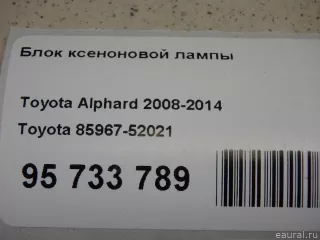 Блок ксеноновой лампы
Toyota Alphard 2008-2014
Toyota 85967-52021
95 733 789
eaural.ru